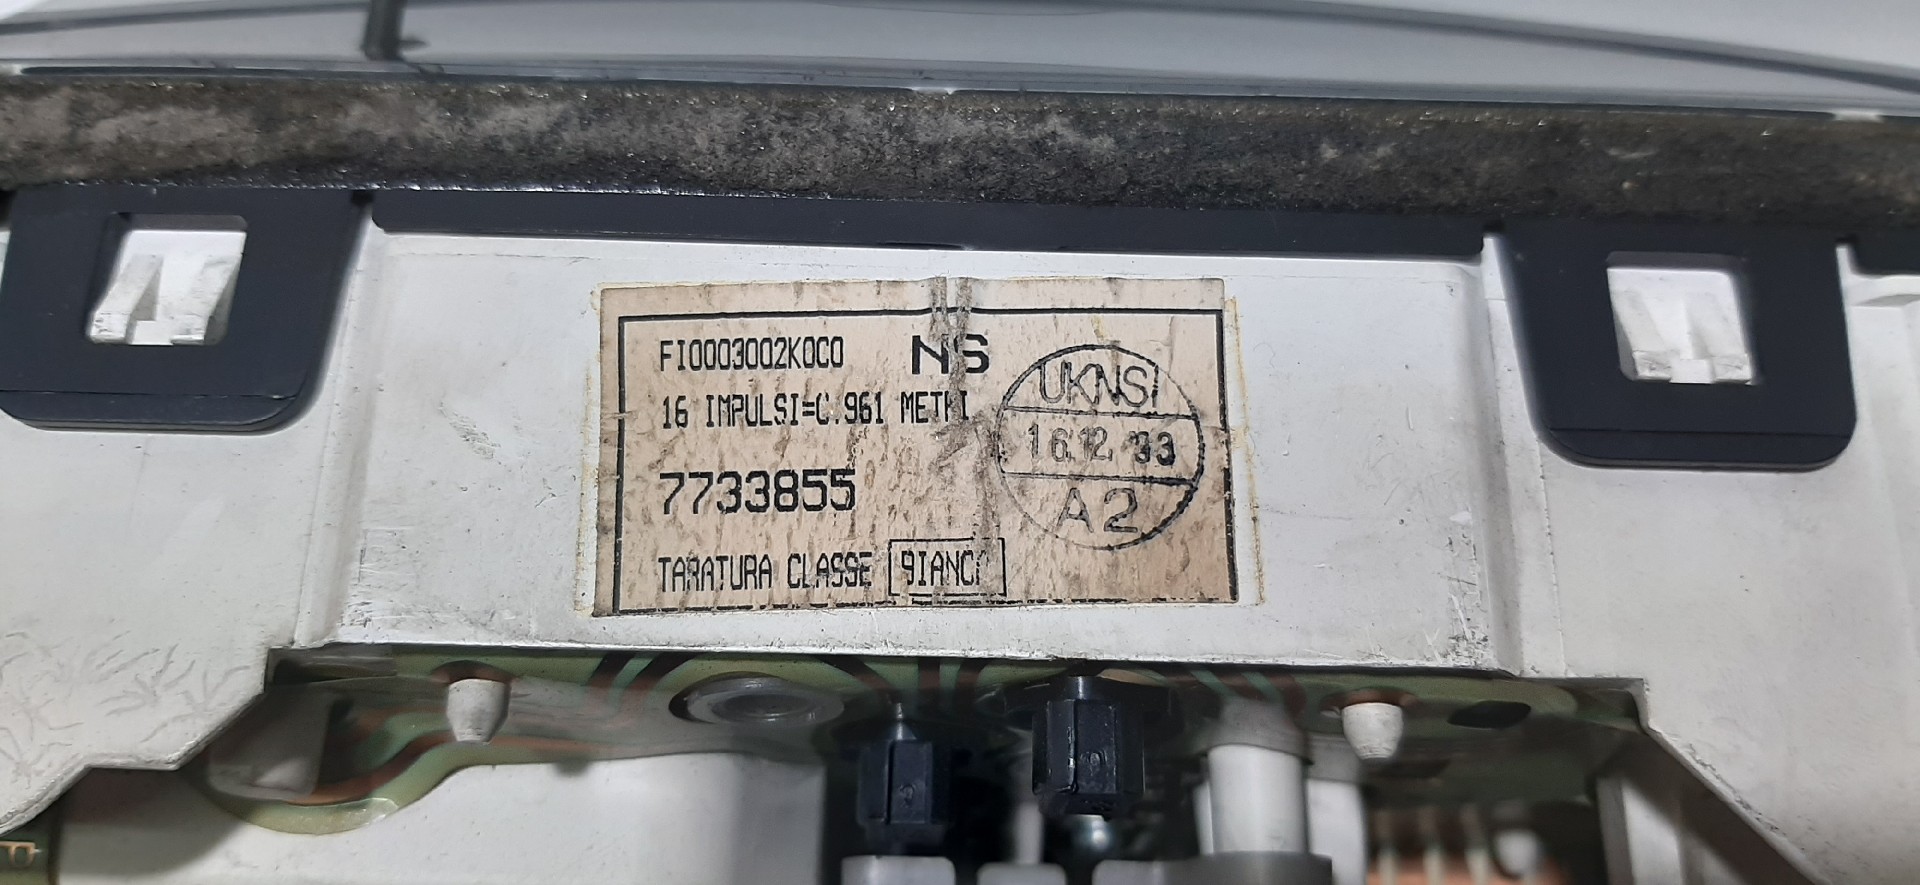 FI0003002K0C0 NS
16 IMPULSI=0.961 METRI
7733855
TARATURA CLASSE BIANCA
UKNSI
16.12.93
A2